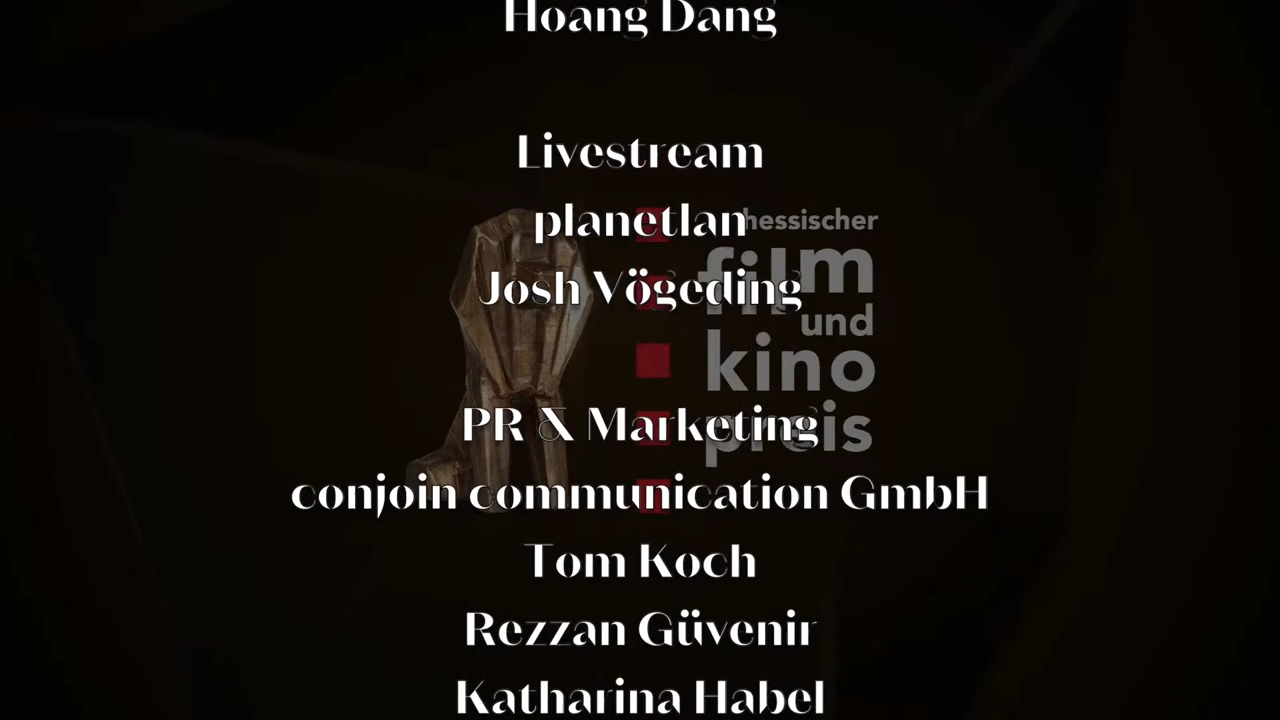 Hoang Dang
Livestream
planetlan
Josh Vögeding
PR & Marketing
conjoin communication GmbH
Tom Koch
Rezzan Güvenir
Katharina Habel
hessischer
film
und
kino
preis